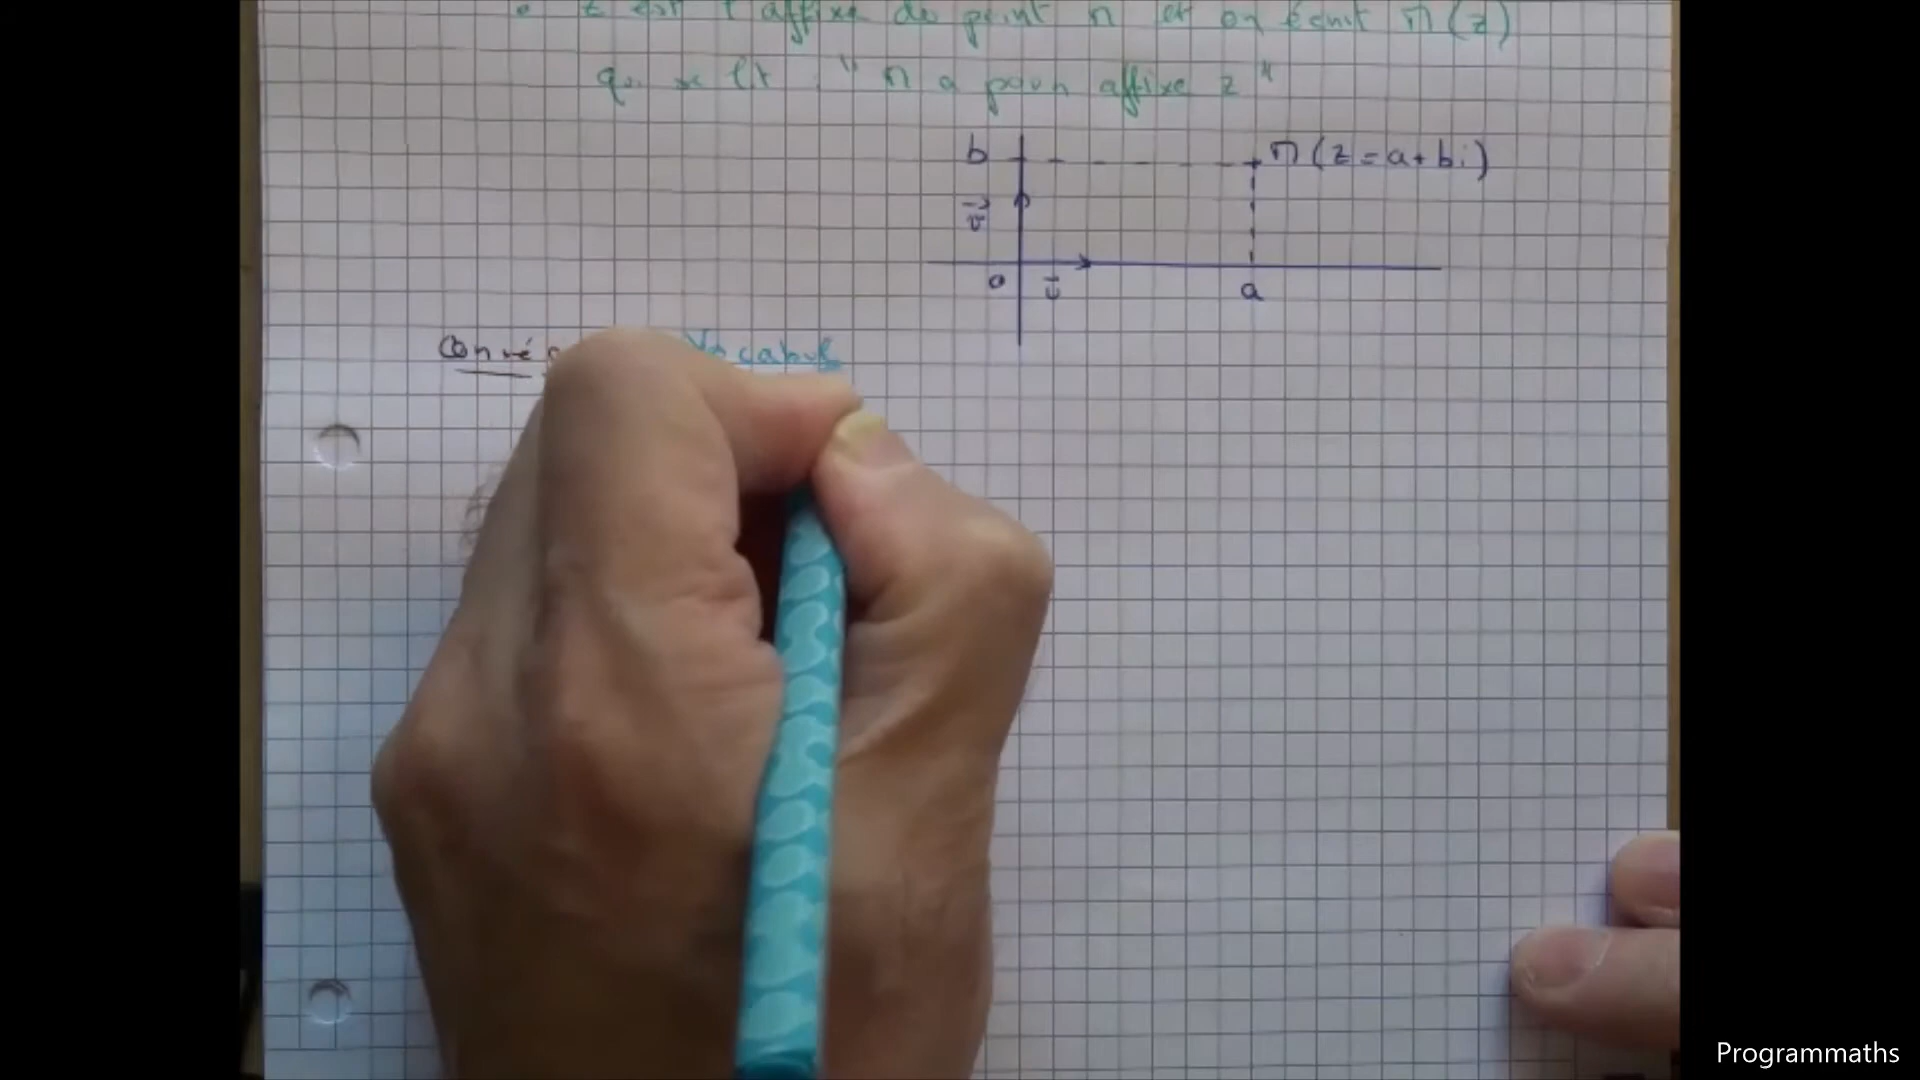 z est l'affixe du point M et on écrit M(z)
qui se lit : "M a pour affixe z"
b M(z=a+bi)
v
o u a
Vocabul
Programmaths